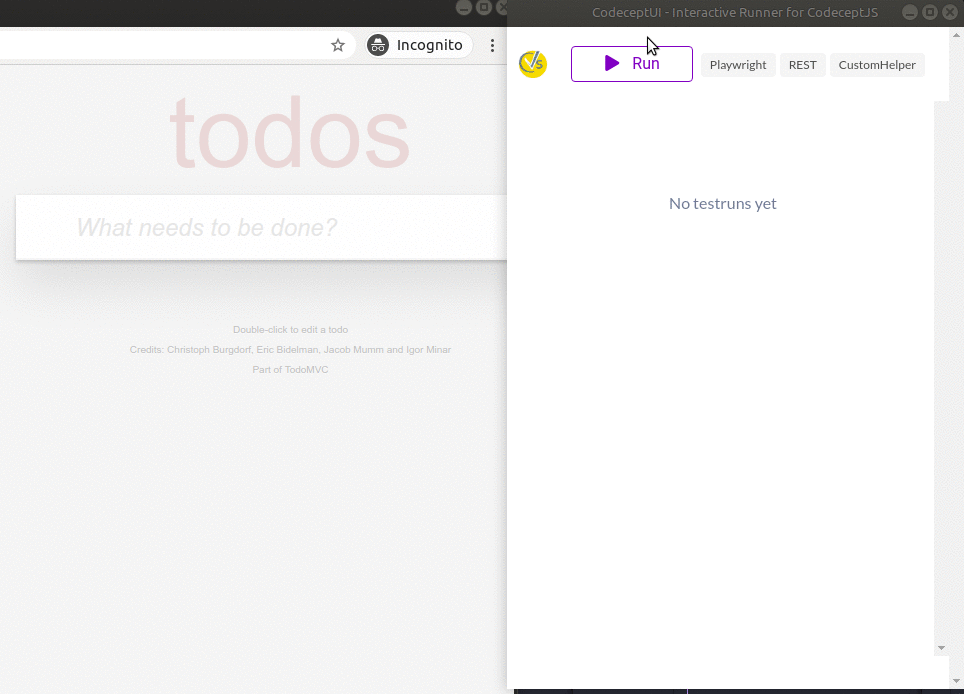 CodeceptUI - Interactive Runner for CodeceptJS
Incognito
Run
Playwright
REST
CustomHelper
todos
What needs to be done?
No testruns yet
Double-click to edit a todo
Credits: Christoph Burgdorf, Eric Bidelman, Jacob Mumm and Igor Minar
Part of TodoMVC